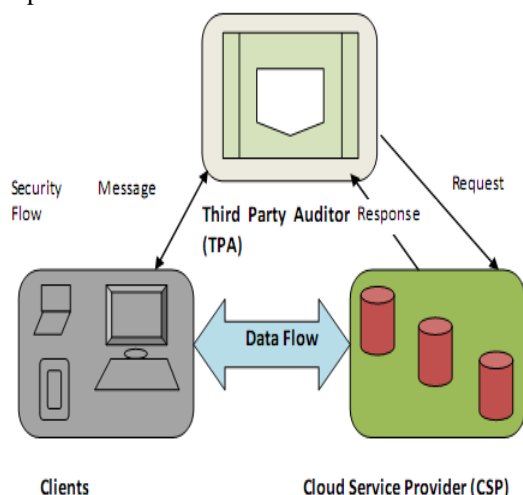 Security Message
Flow
Request
Third Party Auditor
(TPA)
Response
Data Flow
Clients
Cloud Service Provider (CSP)